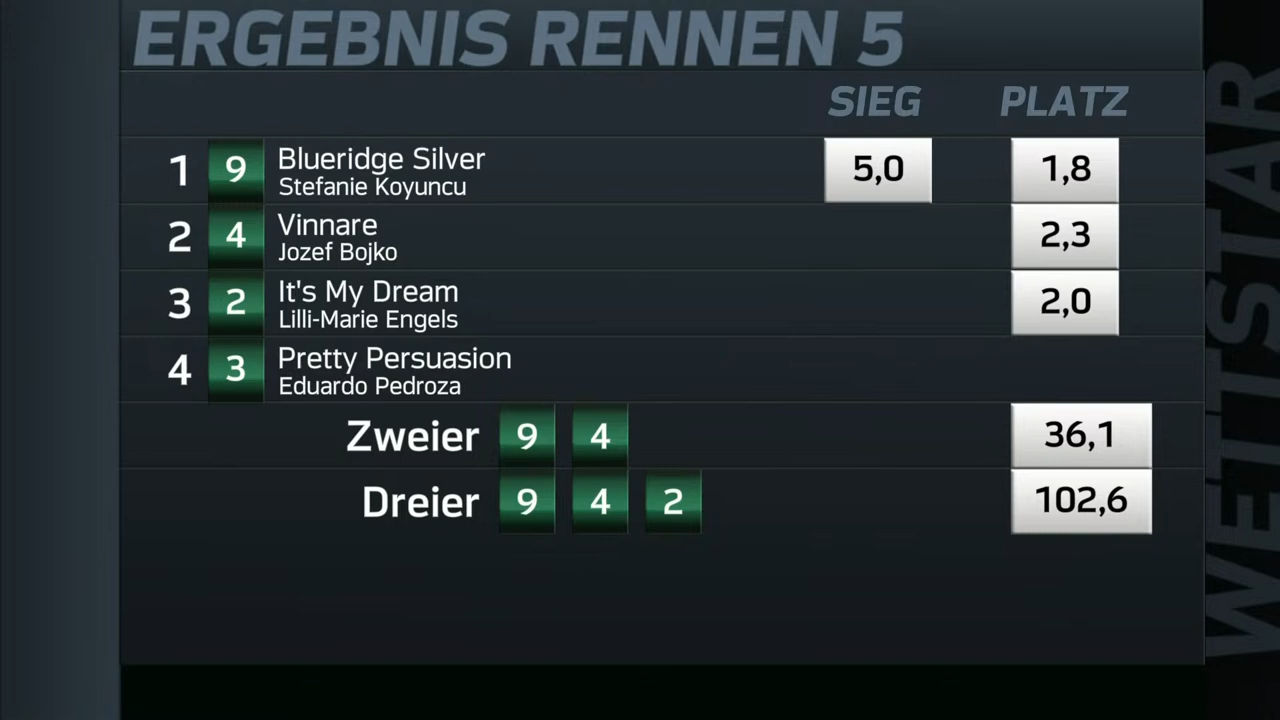 ERGEBNIS RENNEN 5
SIEG PLATZ
1 9 Blueridge Silver 5,0 1,8
Stefanie Koyuncu
2 4 Vinnare 2,3
Jozef Bojko
3 2 It's My Dream 2,0
Lilli-Marie Engels
4 3 Pretty Persuasion
Eduardo Pedroza
Zweier 9 4 36,1
Dreier 9 4 2 102,6
WETTSTAR